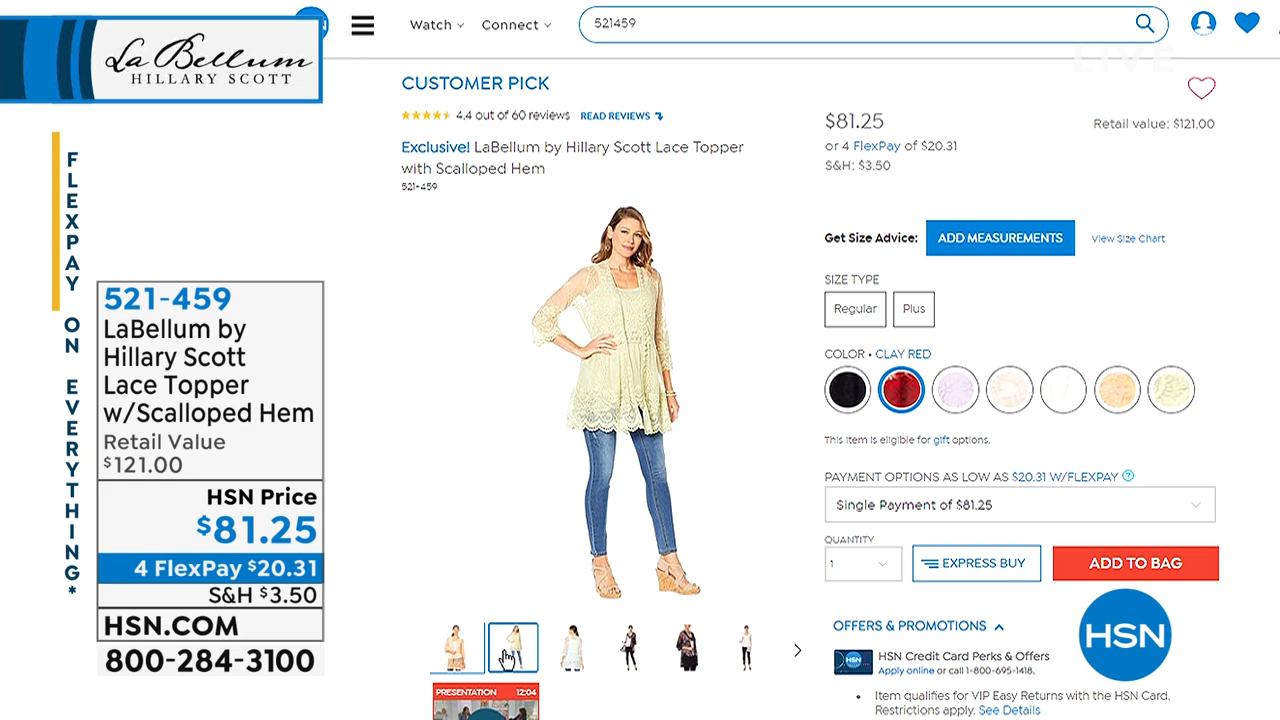 La Bellum
HILLARY SCOTT
Watch
Connect
521459
LIVE
FLEXPAY ON EVERYTHING*
521-459
LaBellum by
Hillary Scott
Lace Topper
w/Scalloped Hem
Retail Value
$121.00
HSN Price
$81.25
4 FlexPay $20.31
S&H $3.50
HSN.COM
800-284-3100
CUSTOMER PICK
4.4 out of 60 reviews READ REVIEWS
Exclusive! LaBellum by Hillary Scott Lace Topper
with Scalloped Hem
521-459
PRESENTATION 12:04
$81.25
Retail value: $121.00
or 4 FlexPay of $20.31
S&H: $3.50
Get Size Advice: ADD MEASUREMENTS View Size Chart
SIZE TYPE
Regular Plus
COLOR • CLAY RED
This item is eligible for gift options.
PAYMENT OPTIONS AS LOW AS $20.31 W/FLEXPAY ?
Single Payment of $81.25
QUANTITY
1
EXPRESS BUY
ADD TO BAG
OFFERS & PROMOTIONS
HSN
HSN Credit Card Perks & Offers
Apply online or call 1-800-695-1418.
• Item qualifies for VIP Easy Returns with the HSN Card.
Restrictions apply. See Details
HSN